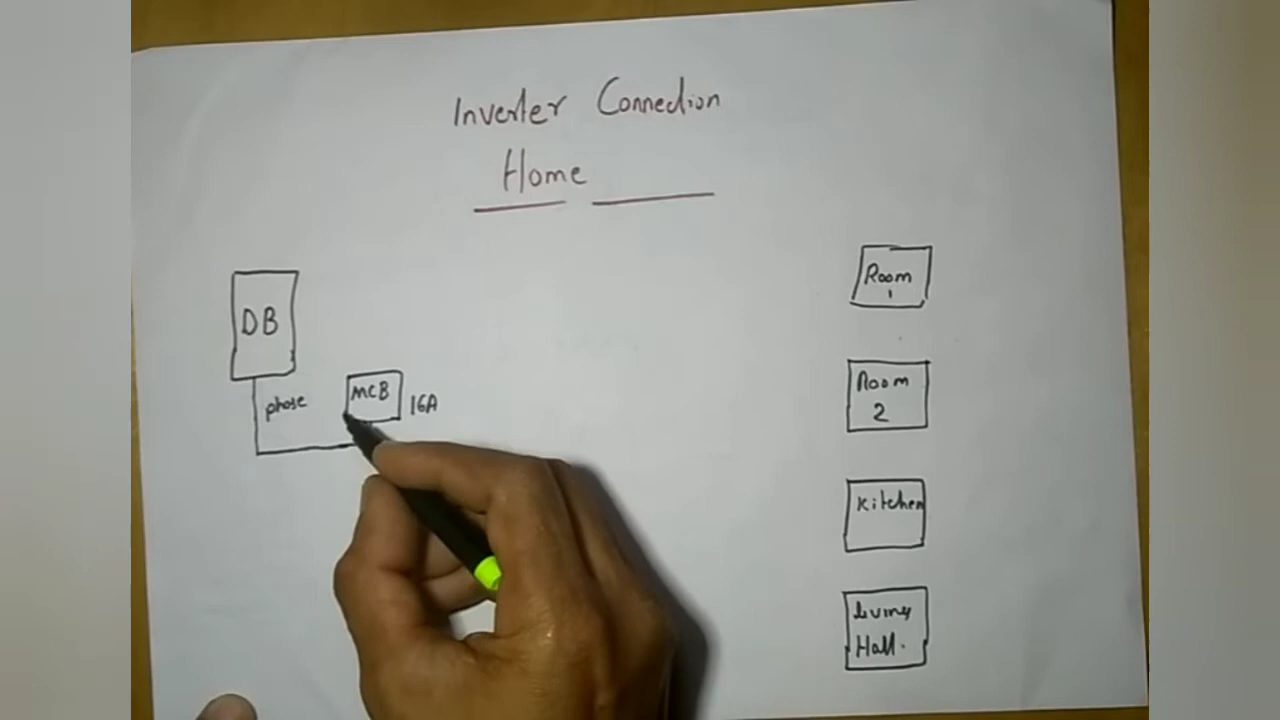 Inverter Connection
Home
DB
phase
MCB
16A
Room
1
Room
2
Kitchen
Living
Hall.